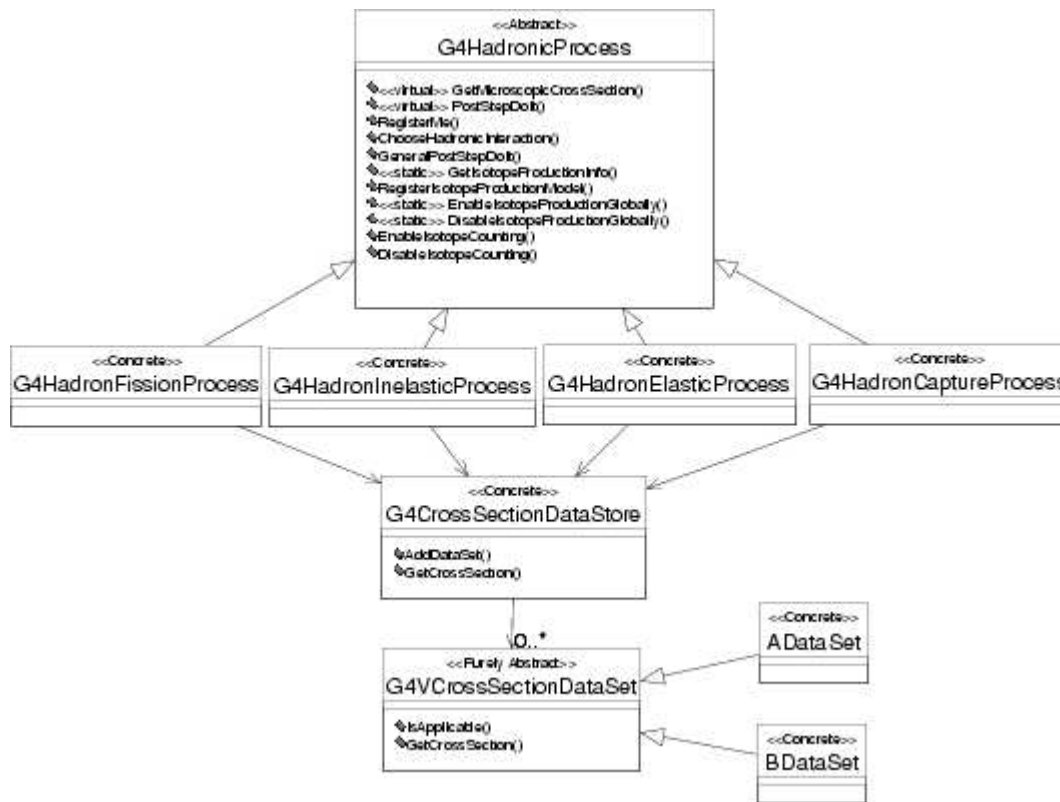 <<Abstract>>
G4HadronicProcess
<<virtual>> GetMicroscopicCrossSection()
<<virtual>> PostStepDoIt()
RegisterMe()
ChooseHadronicInteraction()
GeneralPostStepDoIt()
<<static>> GetIsotopeProductionInfo()
RegisterIsotopeProductionModel()
<<static>> EnableIsotopeProductionGlobally()
<<static>> DisableIsotopeProductionGlobally()
EnableIsotopeCounting()
DisableIsotopeCounting()
<<Concrete>>
G4HadronFissionProcess
<<Concrete>>
G4HadronInelasticProcess
<<Concrete>>
G4HadronElasticProcess
<<Concrete>>
G4HadronCaptureProcess
<<Concrete>>
G4CrossSectionDataStore
AddDataSet()
GetCrossSection()
0..*
<<Purely Abstract>>
G4VCrossSectionDataSet
IsApplicable()
GetCrossSection()
<<Concrete>>
ADataSet
<<Concrete>>
BDataSet